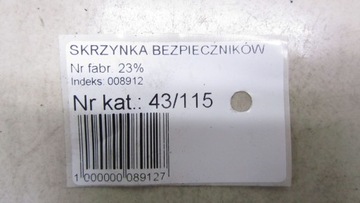 SKRZYNKA BEZPIECZNIKÓW
Nr fabr. 23%
Indeks: 008912
Nr kat.: 43/115
1 000000 089127